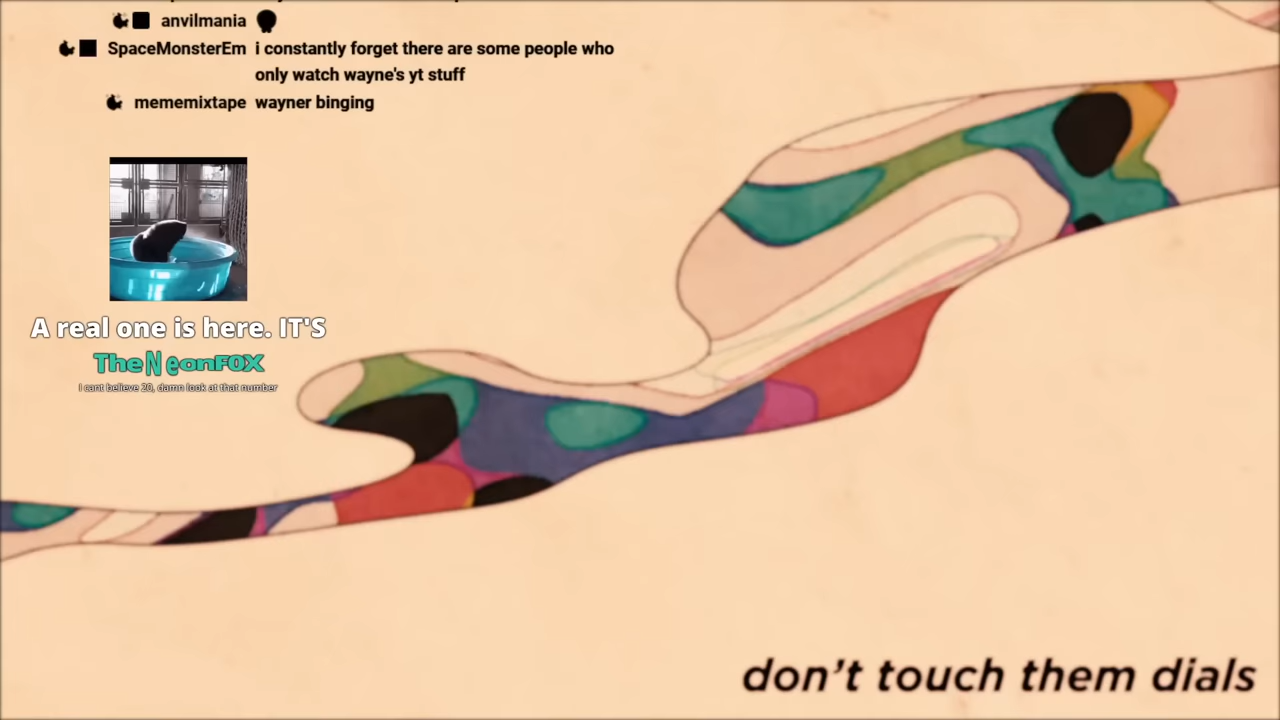 anvilmania
SpaceMonsterEm i constantly forget there are some people who
only watch wayne's yt stuff
mememixtape wayner binging
A real one is here. IT'S
TheNeonFOX
I cant believe 20, damn look at that number
don't touch them dials